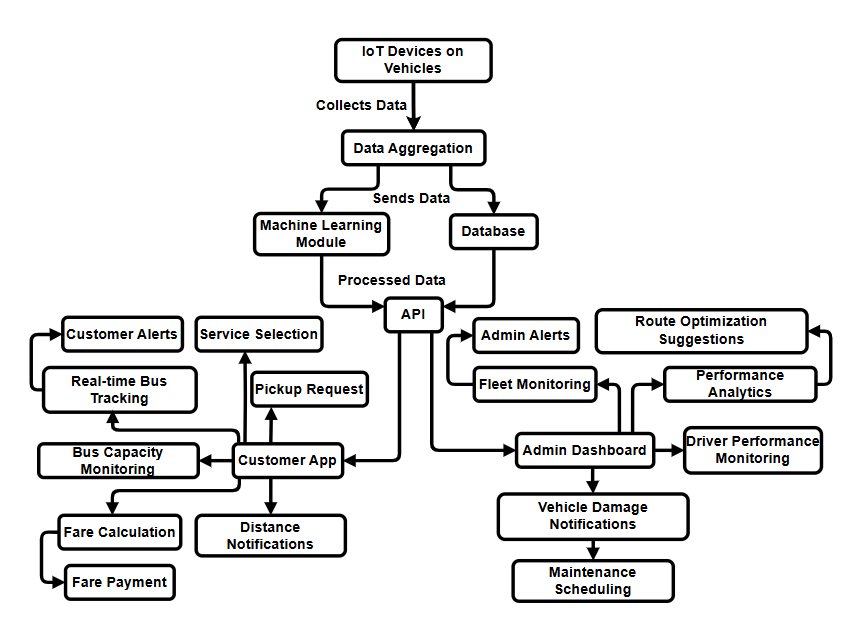 IoT Devices on
Vehicles
Collects Data
Data Aggregation
Sends Data
Machine Learning
Module
Database
Processed Data
API
Customer Alerts
Service Selection
Real-time Bus
Tracking
Pickup Request
Bus Capacity
Monitoring
Customer App
Fare Calculation
Distance
Notifications
Fare Payment
Admin Alerts
Route Optimization
Suggestions
Fleet Monitoring
Performance
Analytics
Admin Dashboard
Driver Performance
Monitoring
Vehicle Damage
Notifications
Maintenance
Scheduling